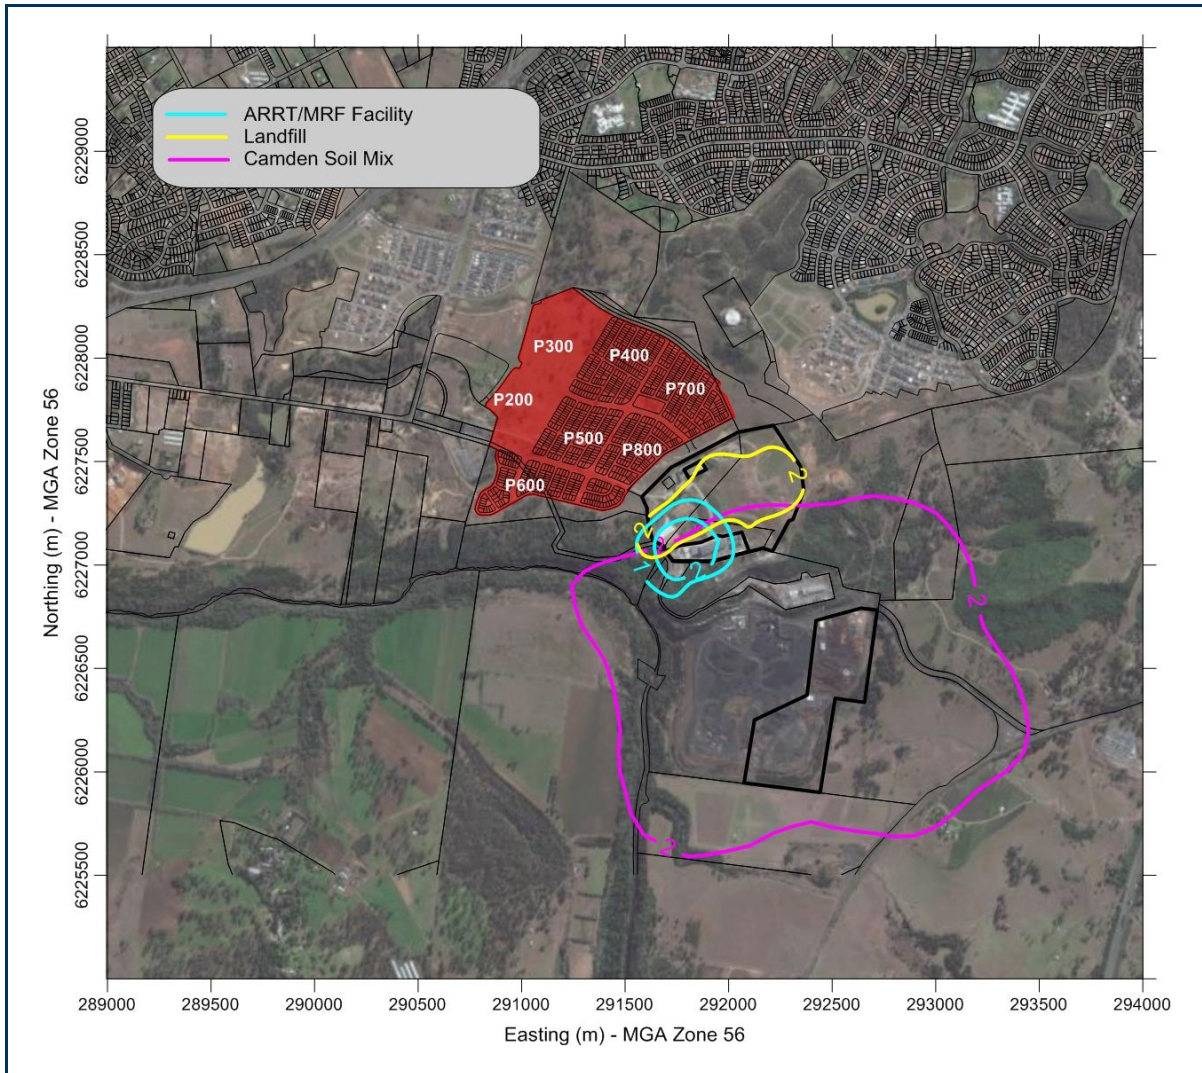 ARRT/MRF Facility
Landfill
Camden Soil Mix
6229000
6228500
6228000
6227500
6227000
6226500
6226000
6225500
Northing (m) - MGA Zone 56
P300
P400
P700
P200
P500
P800
P600
2
2
2
1
2
2
2
289000 289500 290000 290500 291000 291500 292000 292500 293000 293500 294000
Easting (m) - MGA Zone 56